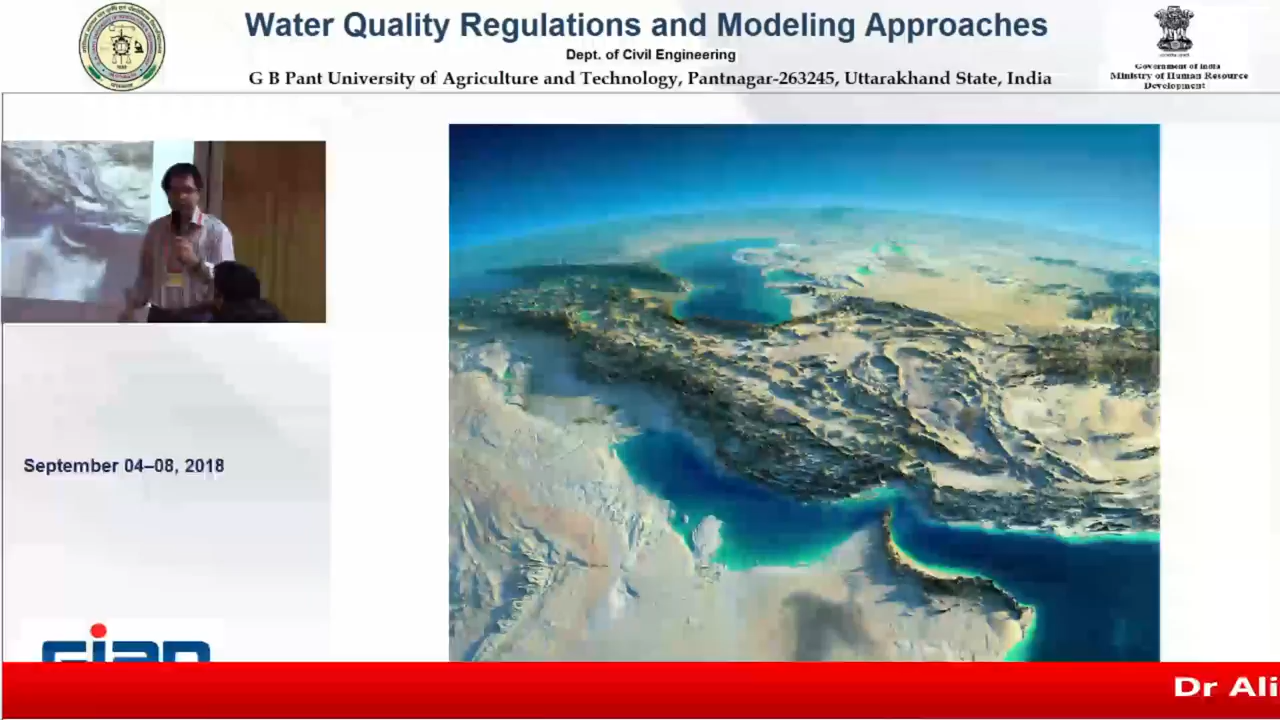 Water Quality Regulations and Modeling Approaches
Dept. of Civil Engineering
G B Pant University of Agriculture and Technology, Pantnagar-263245, Uttarakhand State, India
Government of India
Ministry of Human Resource
Development
September 04–08, 2018
GIAN
Dr Ali